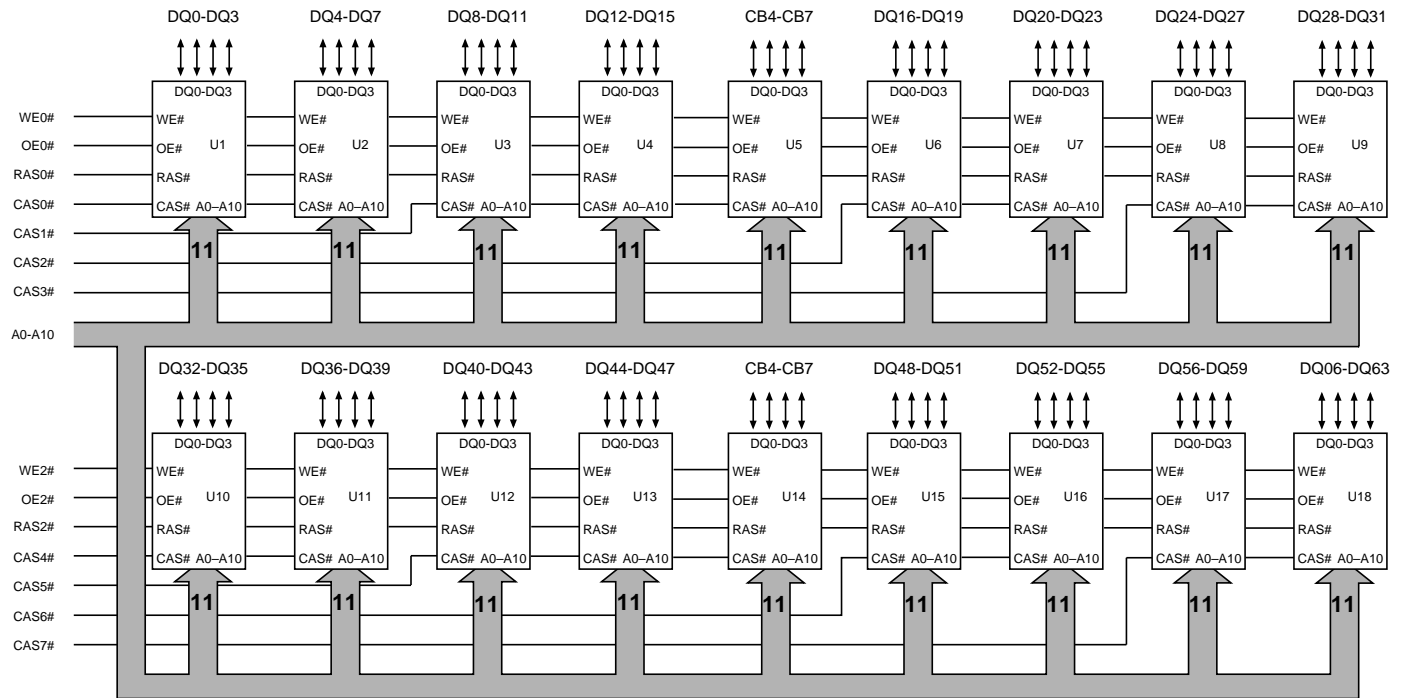 DQ0-DQ3 DQ4-DQ7 DQ8-DQ11 DQ12-DQ15 CB4-CB7 DQ16-DQ19 DQ20-DQ23 DQ24-DQ27 DQ28-DQ31
DQ0-DQ3 DQ0-DQ3 DQ0-DQ3 DQ0-DQ3 DQ0-DQ3 DQ0-DQ3 DQ0-DQ3 DQ0-DQ3 DQ0-DQ3
WE0# WE# WE# WE# WE# WE# WE# WE# WE# WE#
OE0# OE# U1 OE# U2 OE# U3 OE# U4 OE# U5 OE# U6 OE# U7 OE# U8 OE# U9
RAS0# RAS# RAS# RAS# RAS# RAS# RAS# RAS# RAS# RAS#
CAS0# CAS# A0–A10 CAS# A0–A10 CAS# A0–A10 CAS# A0–A10 CAS# A0–A10 CAS# A0–A10 CAS# A0–A10 CAS# A0–A10 CAS# A0–A10
CAS1#
11 11 11 11 11 11 11 11 11
CAS2#
CAS3#
A0-A10
DQ32-DQ35 DQ36-DQ39 DQ40-DQ43 DQ44-DQ47 CB4-CB7 DQ48-DQ51 DQ52-DQ55 DQ56-DQ59 DQ06-DQ63
DQ0-DQ3 DQ0-DQ3 DQ0-DQ3 DQ0-DQ3 DQ0-DQ3 DQ0-DQ3 DQ0-DQ3 DQ0-DQ3 DQ0-DQ3
WE2# WE# WE# WE# WE# WE# WE# WE# WE# WE#
OE2# OE# U10 OE# U11 OE# U12 OE# U13 OE# U14 OE# U15 OE# U16 OE# U17 OE# U18
RAS2# RAS# RAS# RAS# RAS# RAS# RAS# RAS# RAS# RAS#
CAS4# CAS# A0–A10 CAS# A0–A10 CAS# A0–A10 CAS# A0–A10 CAS# A0–A10 CAS# A0–A10 CAS# A0–A10 CAS# A0–A10 CAS# A0–A10
CAS5#
11 11 11 11 11 11 11 11 11
CAS6#
CAS7#